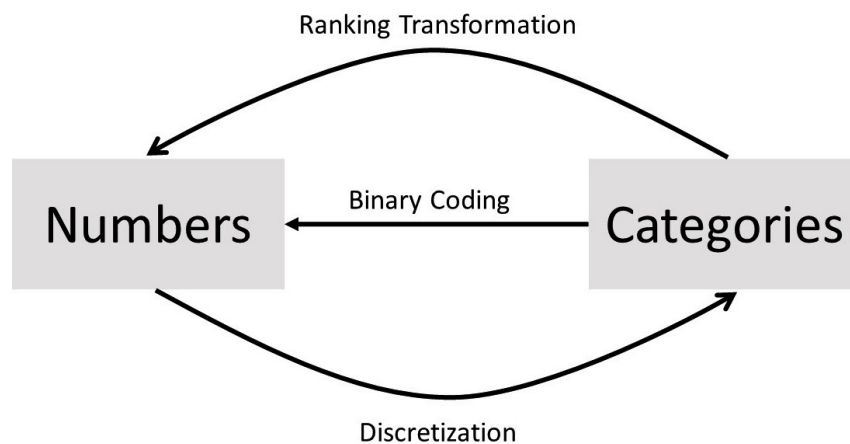 Ranking Transformation
Numbers
Binary Coding
Categories
Discretization